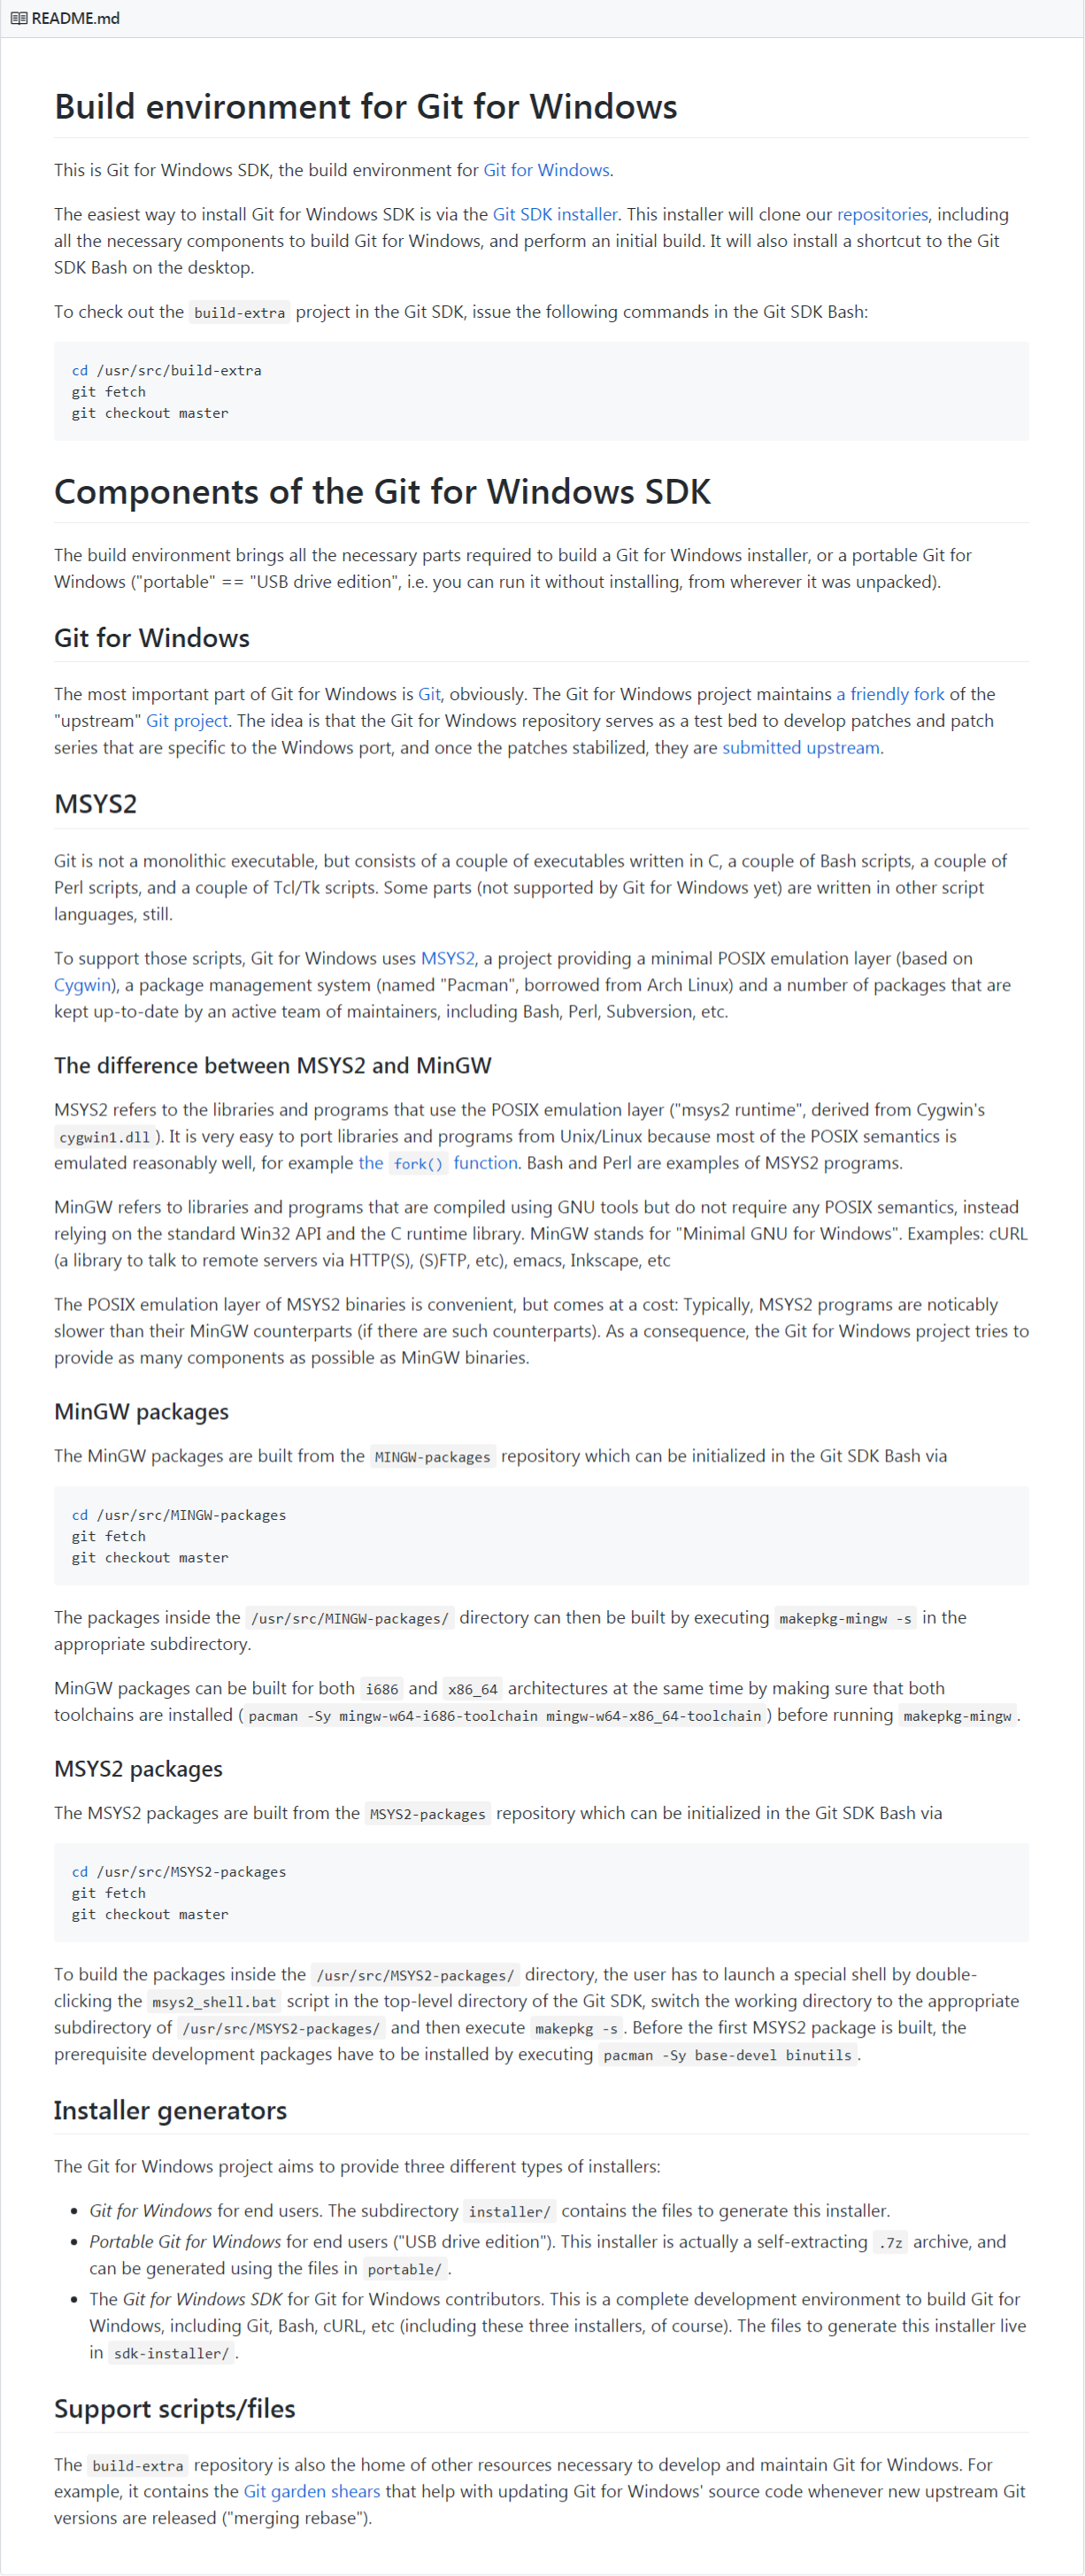 README.md
Build environment for Git for Windows
This is Git for Windows SDK, the build environment for Git for Windows.
The easiest way to install Git for Windows SDK is via the Git SDK installer. This installer will clone our repositories, including
all the necessary components to build Git for Windows, and perform an initial build. It will also install a shortcut to the Git
SDK Bash on the desktop.
To check out the build-extra project in the Git SDK, issue the following commands in the Git SDK Bash:
cd /usr/src/build-extra
git fetch
git checkout master
Components of the Git for Windows SDK
The build environment brings all the necessary parts required to build a Git for Windows installer, or a portable Git for
Windows ("portable" == "USB drive edition", i.e. you can run it without installing, from wherever it was unpacked).
Git for Windows
The most important part of Git for Windows is Git, obviously. The Git for Windows project maintains a friendly fork of the
"upstream" Git project. The idea is that the Git for Windows repository serves as a test bed to develop patches and patch
series that are specific to the Windows port, and once the patches stabilized, they are submitted upstream.
MSYS2
Git is not a monolithic executable, but consists of a couple of executables written in C, a couple of Bash scripts, a couple of
Perl scripts, and a couple of Tcl/Tk scripts. Some parts (not supported by Git for Windows yet) are written in other script
languages, still.
To support those scripts, Git for Windows uses MSYS2, a project providing a minimal POSIX emulation layer (based on
Cygwin), a package management system (named "Pacman", borrowed from Arch Linux) and a number of packages that are
kept up-to-date by an active team of maintainers, including Bash, Perl, Subversion, etc.
The difference between MSYS2 and MinGW
MSYS2 refers to the libraries and programs that use the POSIX emulation layer ("msys2 runtime", derived from Cygwin's
cygwin1.dll). It is very easy to port libraries and programs from Unix/Linux because most of the POSIX semantics is
emulated reasonably well, for example the fork() function. Bash and Perl are examples of MSYS2 programs.
MinGW refers to libraries and programs that are compiled using GNU tools but do not require any POSIX semantics, instead
relying on the standard Win32 API and the C runtime library. MinGW stands for "Minimal GNU for Windows". Examples: cURL
(a library to talk to remote servers via HTTP(S), (S)FTP, etc), emacs, Inkscape, etc
The POSIX emulation layer of MSYS2 binaries is convenient, but comes at a cost: Typically, MSYS2 programs are noticably
slower than their MinGW counterparts (if there are such counterparts). As a consequence, the Git for Windows project tries to
provide as many components as possible as MinGW binaries.
MinGW packages
The MinGW packages are built from the MINGW-packages repository which can be initialized in the Git SDK Bash via
cd /usr/src/MINGW-packages
git fetch
git checkout master
The packages inside the /usr/src/MINGW-packages/ directory can then be built by executing makepkg-mingw -s in the
appropriate subdirectory.
MinGW packages can be built for both i686 and x86_64 architectures at the same time by making sure that both
toolchains are installed (pacman -Sy mingw-w64-i686-toolchain mingw-w64-x86_64-toolchain) before running makepkg-mingw.
MSYS2 packages
The MSYS2 packages are built from the MSYS2-packages repository which can be initialized in the Git SDK Bash via
cd /usr/src/MSYS2-packages
git fetch
git checkout master
To build the packages inside the /usr/src/MSYS2-packages/ directory, the user has to launch a special shell by double-
clicking the msys2_shell.bat script in the top-level directory of the Git SDK, switch the working directory to the appropriate
subdirectory of /usr/src/MSYS2-packages/ and then execute makepkg -s. Before the first MSYS2 package is built, the
prerequisite development packages have to be installed by executing pacman -Sy base-devel binutils.
Installer generators
The Git for Windows project aims to provide three different types of installers:
• Git for Windows for end users. The subdirectory installer/ contains the files to generate this installer.
• Portable Git for Windows for end users ("USB drive edition"). This installer is actually a self-extracting .7z archive, and
can be generated using the files in portable/.
• The Git for Windows SDK for Git for Windows contributors. This is a complete development environment to build Git for
Windows, including Git, Bash, cURL, etc (including these three installers, of course). The files to generate this installer live
in sdk-installer/.
Support scripts/files
The build-extra repository is also the home of other resources necessary to develop and maintain Git for Windows. For
example, it contains the Git garden shears that help with updating Git for Windows' source code whenever new upstream Git
versions are released ("merging rebase").